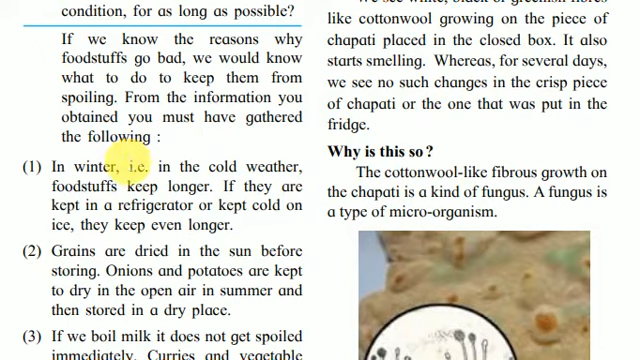 condition, for as long as possible?
If we know the reasons why
foodstuffs go bad, we would know
what to do to keep them from
spoiling. From the information you
obtained you must have gathered
the following :
(1) In winter, i.e. in the cold weather,
foodstuffs keep longer. If they are
kept in a refrigerator or kept cold on
ice, they keep even longer.
(2) Grains are dried in the sun before
storing. Onions and potatoes are kept
to dry in the open air in summer and
then stored in a dry place.
(3) If we boil milk it does not get spoiled
immediately. Curries and vegetable
We see white, black or greenish fibres
like cottonwool growing on the piece of
chapati placed in the closed box. It also
starts smelling. Whereas, for several days,
we see no such changes in the crisp piece
of chapati or the one that was put in the
fridge.
Why is this so?
The cottonwool-like fibrous growth on
the chapati is a kind of fungus. A fungus is
a type of micro-organism.